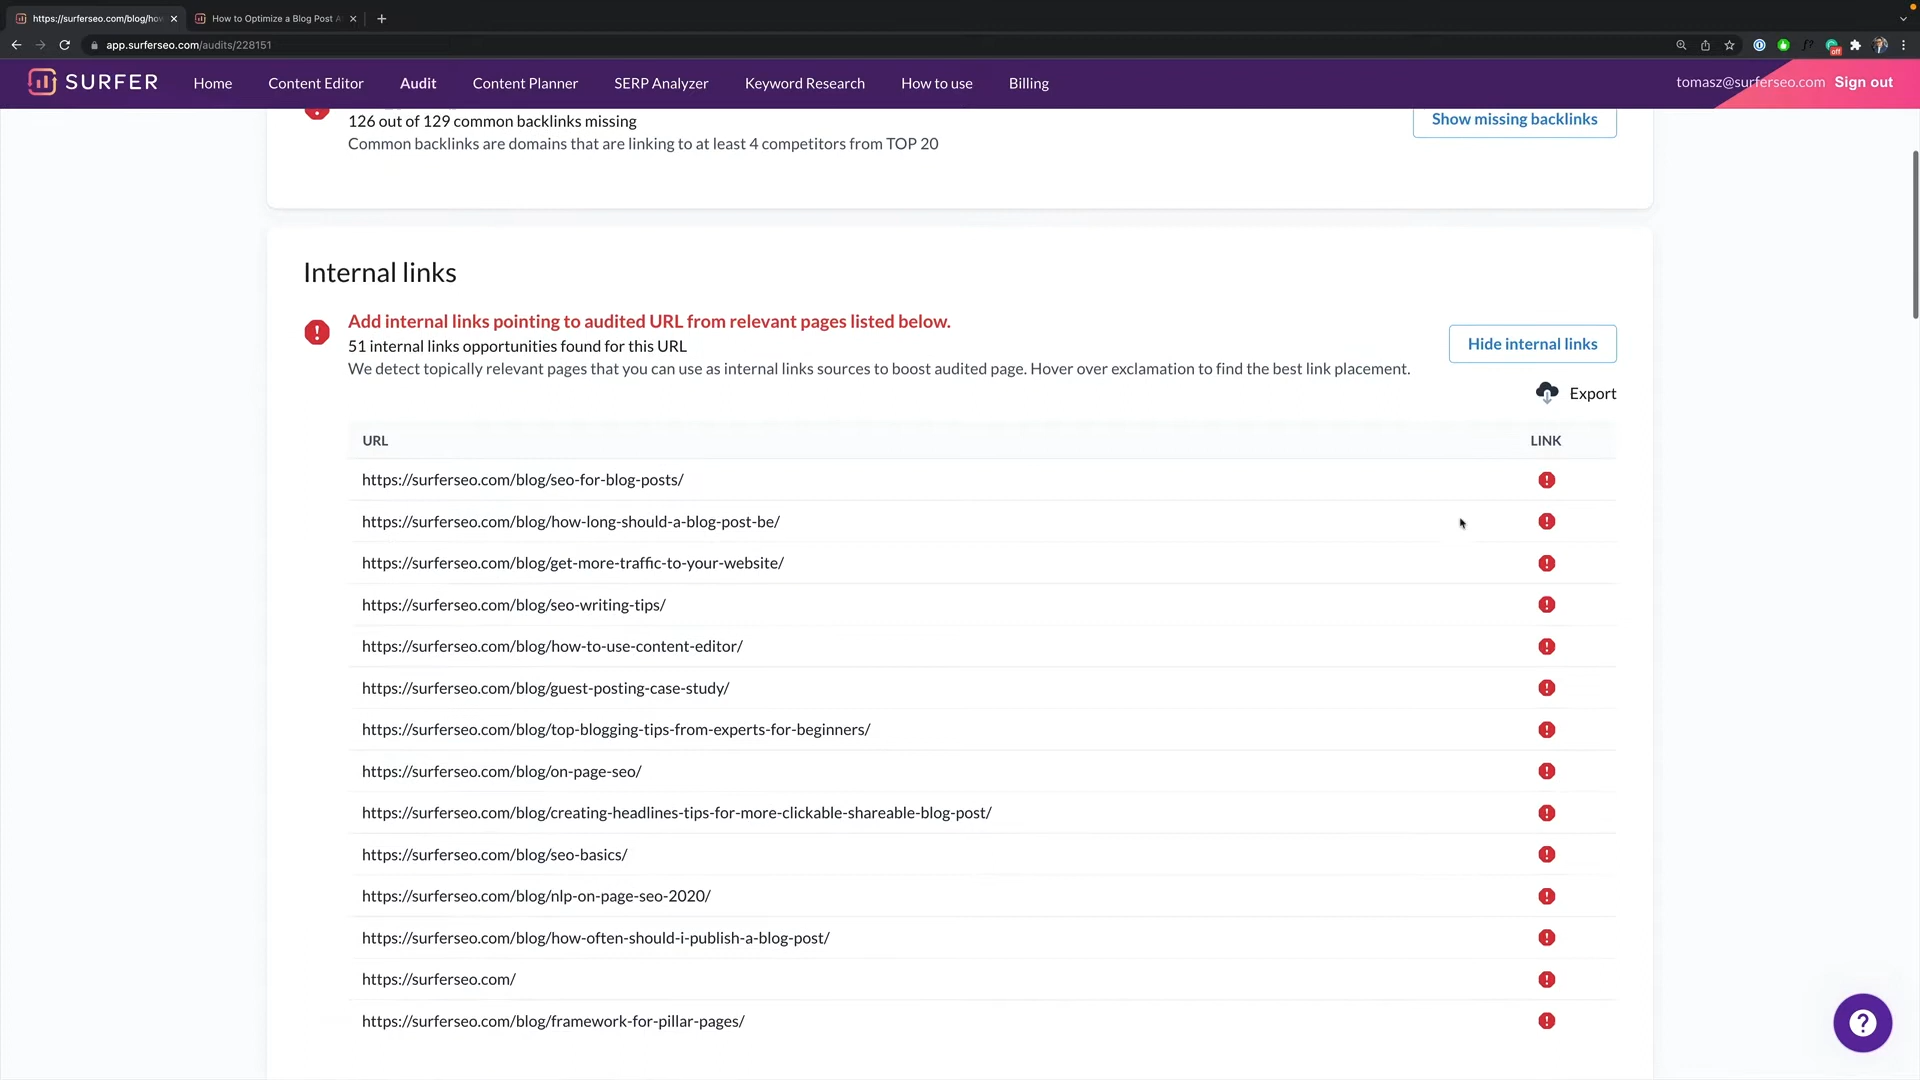 https://surferseo.com/blog/how
How to Optimize a Blog Post A
app.surferseo.com/audits/228151
off
SURFER
Home
Content Editor
Audit
Content Planner
SERP Analyzer
Keyword Research
How to use
Billing
tomasz@surferseo.com
Sign out
126 out of 129 common backlinks missing
Common backlinks are domains that are linking to at least 4 competitors from TOP 20
Show missing backlinks
Internal links
Add internal links pointing to audited URL from relevant pages listed below.
51 internal links opportunities found for this URL
We detect topically relevant pages that you can use as internal links sources to boost audited page. Hover over exclamation to find the best link placement.
Hide internal links
Export
URL
LINK
https://surferseo.com/blog/seo-for-blog-posts/
https://surferseo.com/blog/how-long-should-a-blog-post-be/
https://surferseo.com/blog/get-more-traffic-to-your-website/
https://surferseo.com/blog/seo-writing-tips/
https://surferseo.com/blog/how-to-use-content-editor/
https://surferseo.com/blog/guest-posting-case-study/
https://surferseo.com/blog/top-blogging-tips-from-experts-for-beginners/
https://surferseo.com/blog/on-page-seo/
https://surferseo.com/blog/creating-headlines-tips-for-more-clickable-shareable-blog-post/
https://surferseo.com/blog/seo-basics/
https://surferseo.com/blog/nlp-on-page-seo-2020/
https://surferseo.com/blog/how-often-should-i-publish-a-blog-post/
https://surferseo.com/
https://surferseo.com/blog/framework-for-pillar-pages/